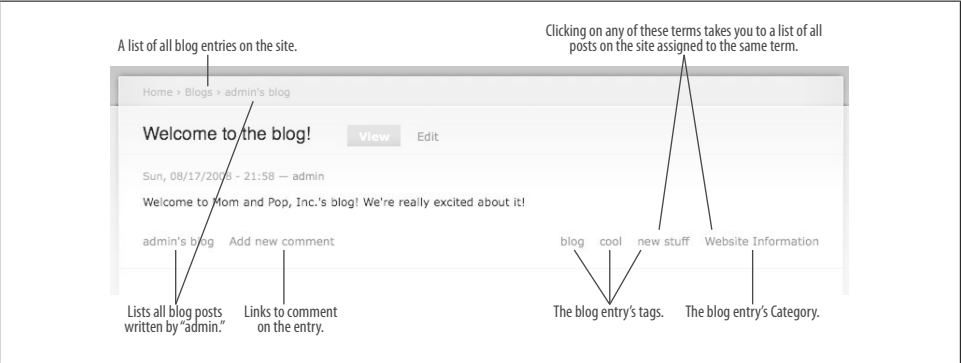 A list of all blog entries on the site.
Clicking on any of these terms takes you to a list of all
posts on the site assigned to the same term.
Home › Blogs › admin's blog
Welcome to the blog! View Edit
Sun, 08/17/2008 - 21:58 — admin
Welcome to Mom and Pop, Inc.'s blog! We're really excited about it!
admin's blog Add new comment blog cool new stuff Website Information
Lists all blog posts
written by “admin.”
Links to comment
on the entry.
The blog entry’s tags.
The blog entry’s Category.